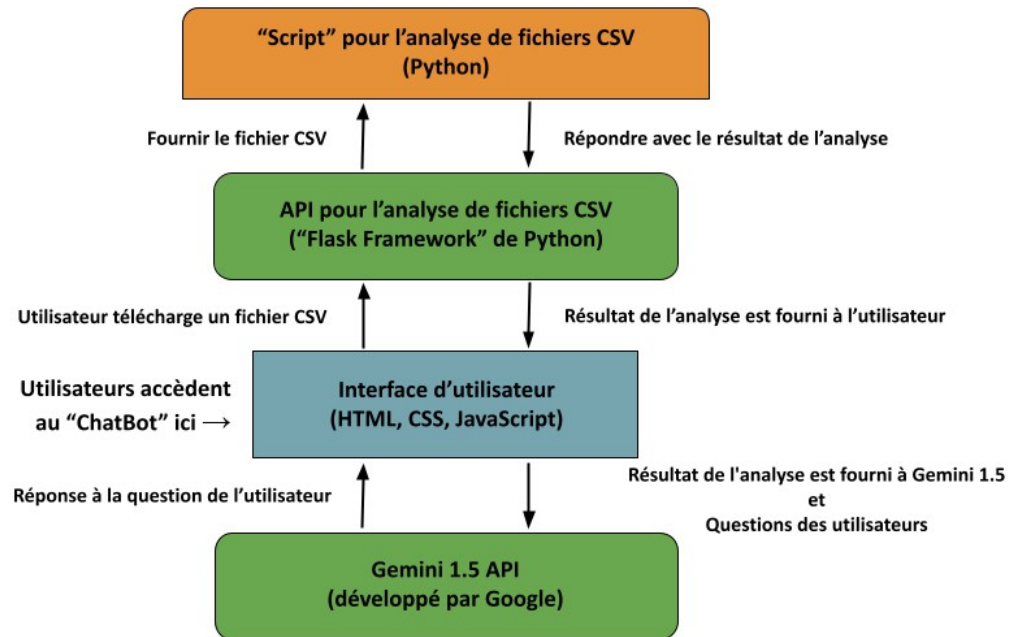 “Script” pour l’analyse de fichiers CSV
(Python)
Fournir le fichier CSV
Répondre avec le résultat de l’analyse
API pour l’analyse de fichiers CSV
(“Flask Framework” de Python)
Utilisateur télécharge un fichier CSV
Résultat de l’analyse est fourni à l’utilisateur
Utilisateurs accèdent
au “ChatBot” ici →
Interface d’utilisateur
(HTML, CSS, JavaScript)
Réponse à la question de l’utilisateur
Résultat de l'analyse est fourni à Gemini 1.5
et
Questions des utilisateurs
Gemini 1.5 API
(développé par Google)